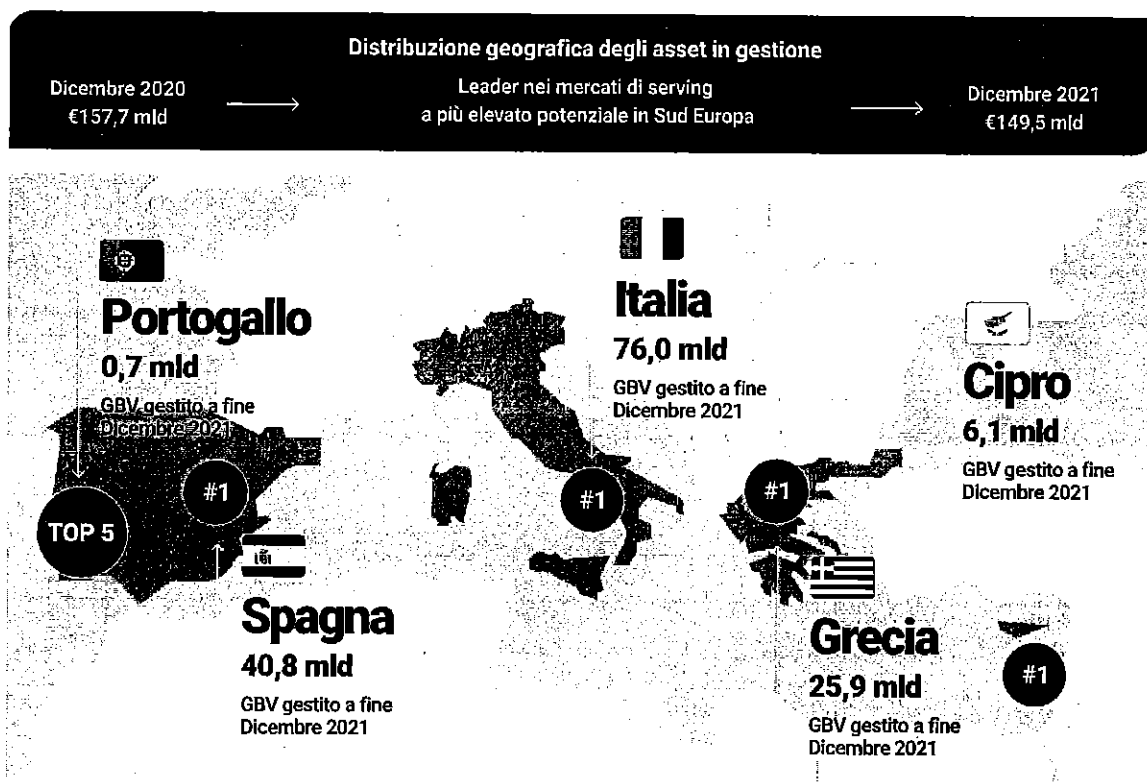 Distribuzione geografica degli asset in gestione
Dicembre 2020
€157,7 mld
Leader nei mercati di serving
a più elevato potenziale in Sud Europa
Dicembre 2021
€149,5 mld
Portogallo
0,7 mld
GBV gestito a fine
Dicembre 2021
TOP 5
#1
Spagna
40,8 mld
GBV gestito a fine
Dicembre 2021
Italia
76,0 mld
GBV gestito a fine
Dicembre 2021
#1
#1
Grecia
25,9 mld
GBV gestito a fine
Dicembre 2021
Cipro
6,1 mld
GBV gestito a fine
Dicembre 2021
#1